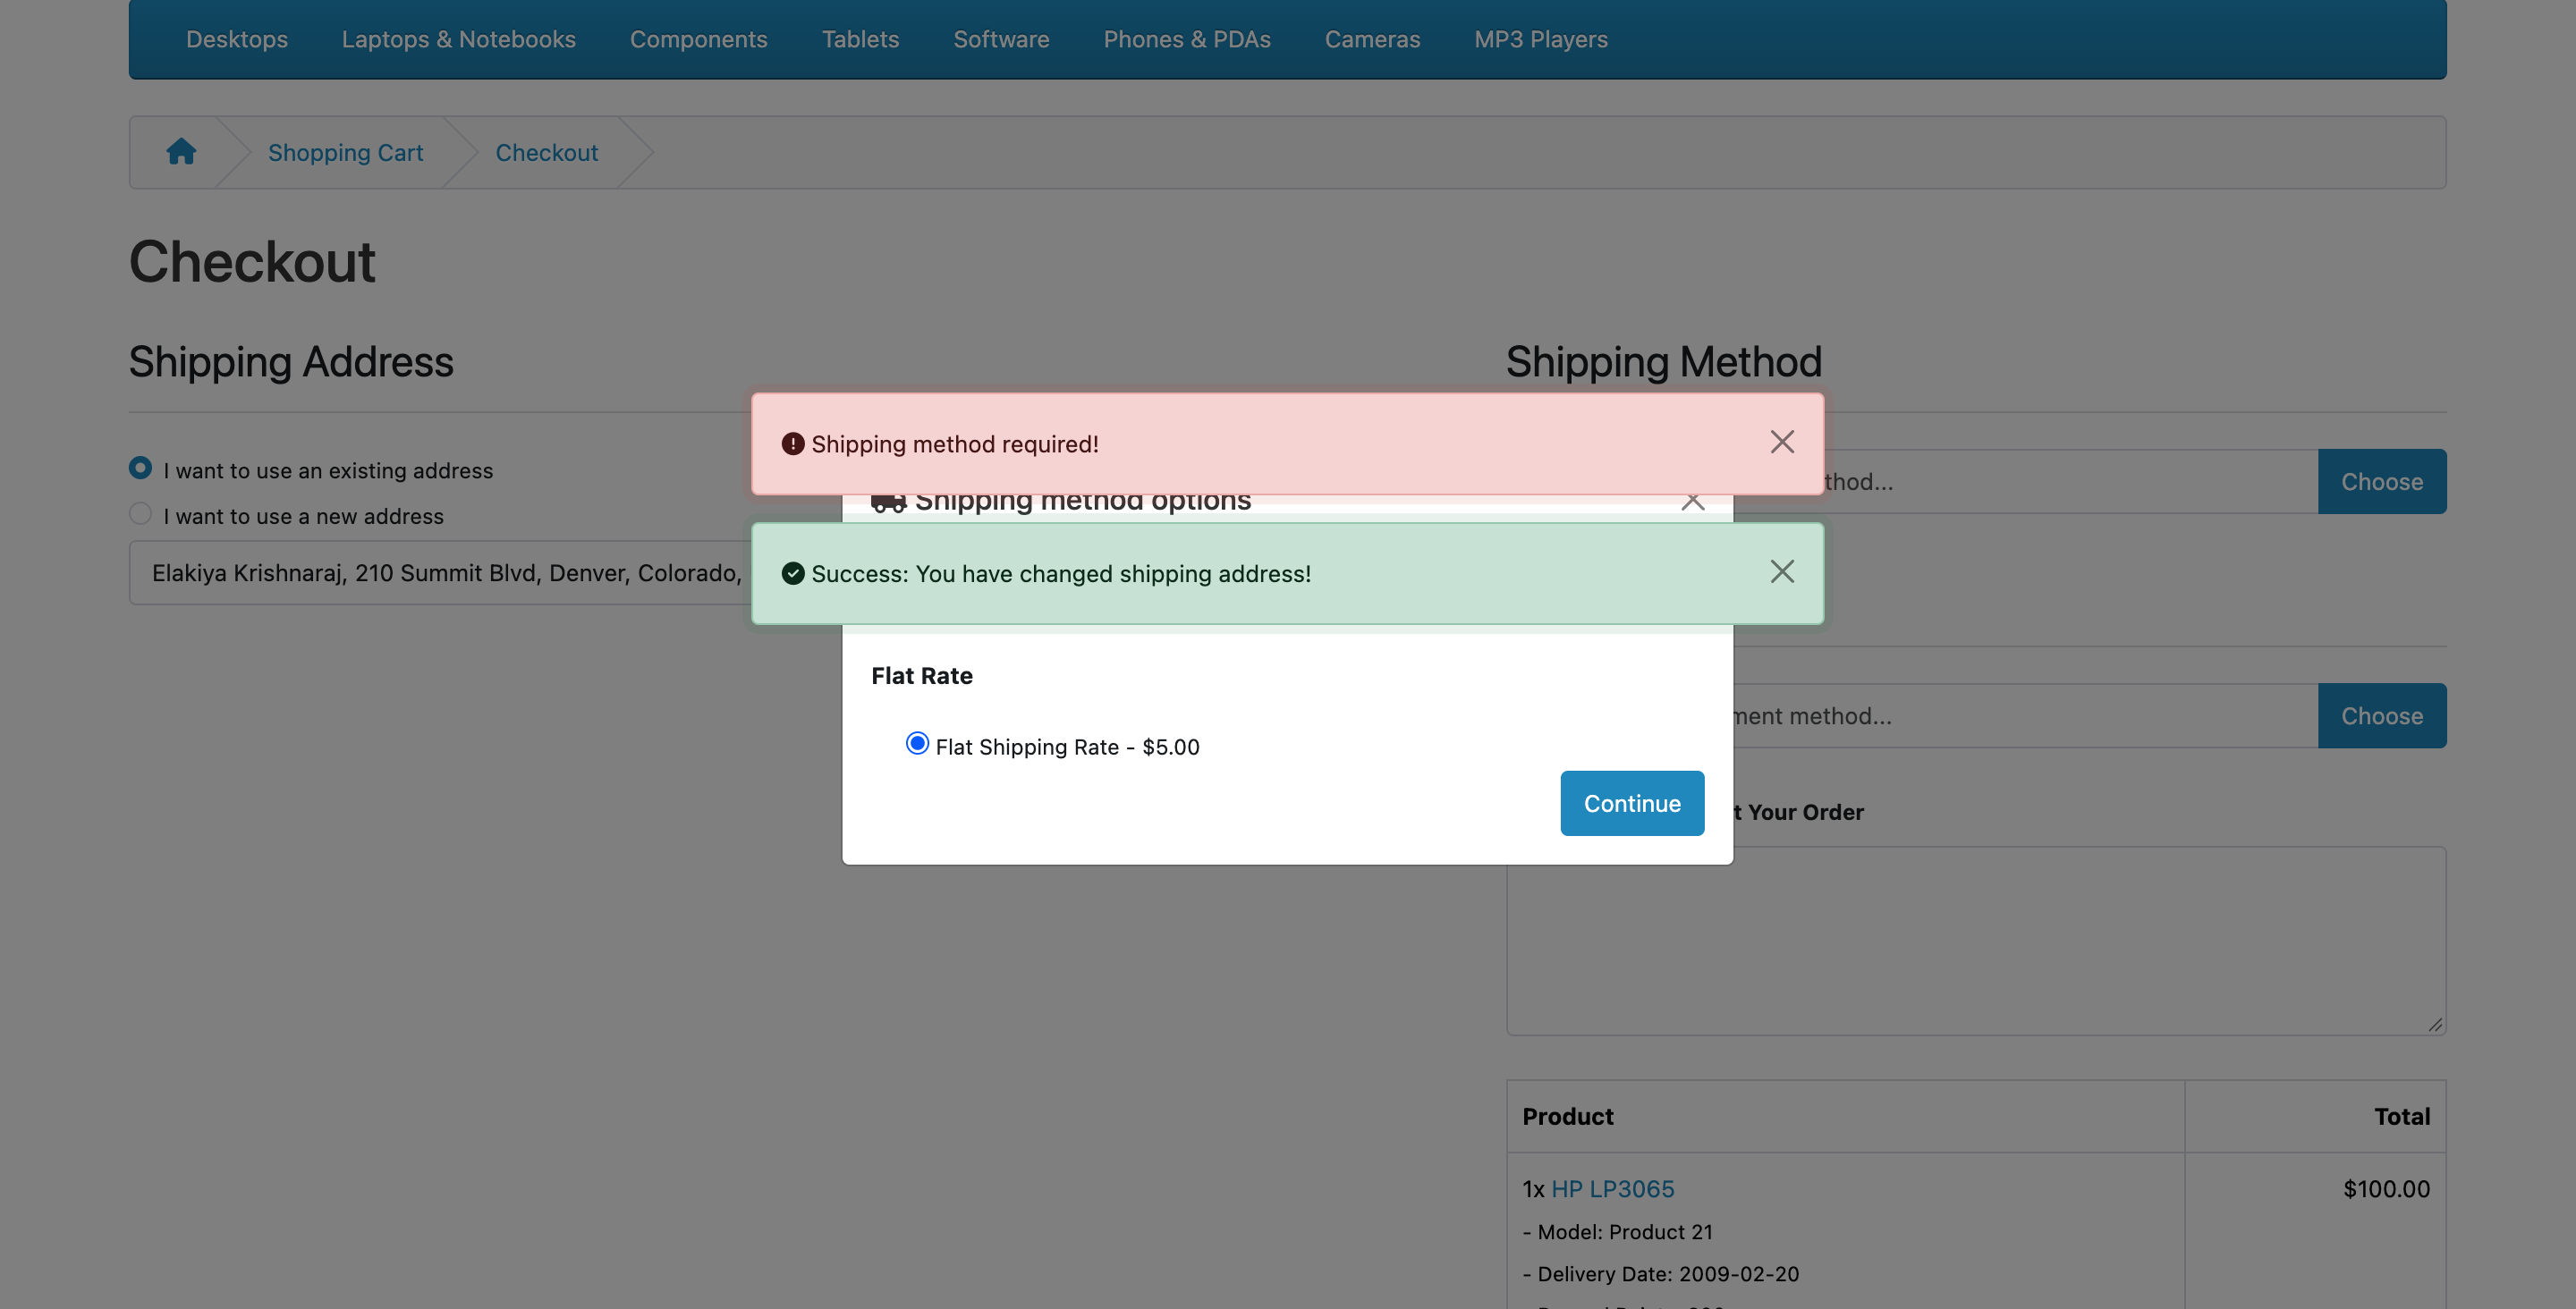 Desktops Laptops & Notebooks Components Tablets Software Phones & PDAs Cameras MP3 Players
Shopping Cart Checkout
Checkout
Shipping Address
Shipping Method
Shipping method required!
I want to use an existing address
thod... Choose
Shipping method options
I want to use a new address
Elakiya Krishnaraj, 210 Summit Blvd, Denver, Colorado,
Success: You have changed shipping address!
Flat Rate
ment method... Choose
Flat Shipping Rate - $5.00
Continue
t Your Order
Product Total
1x HP LP3065 $100.00
- Model: Product 21
- Delivery Date: 2009-02-20